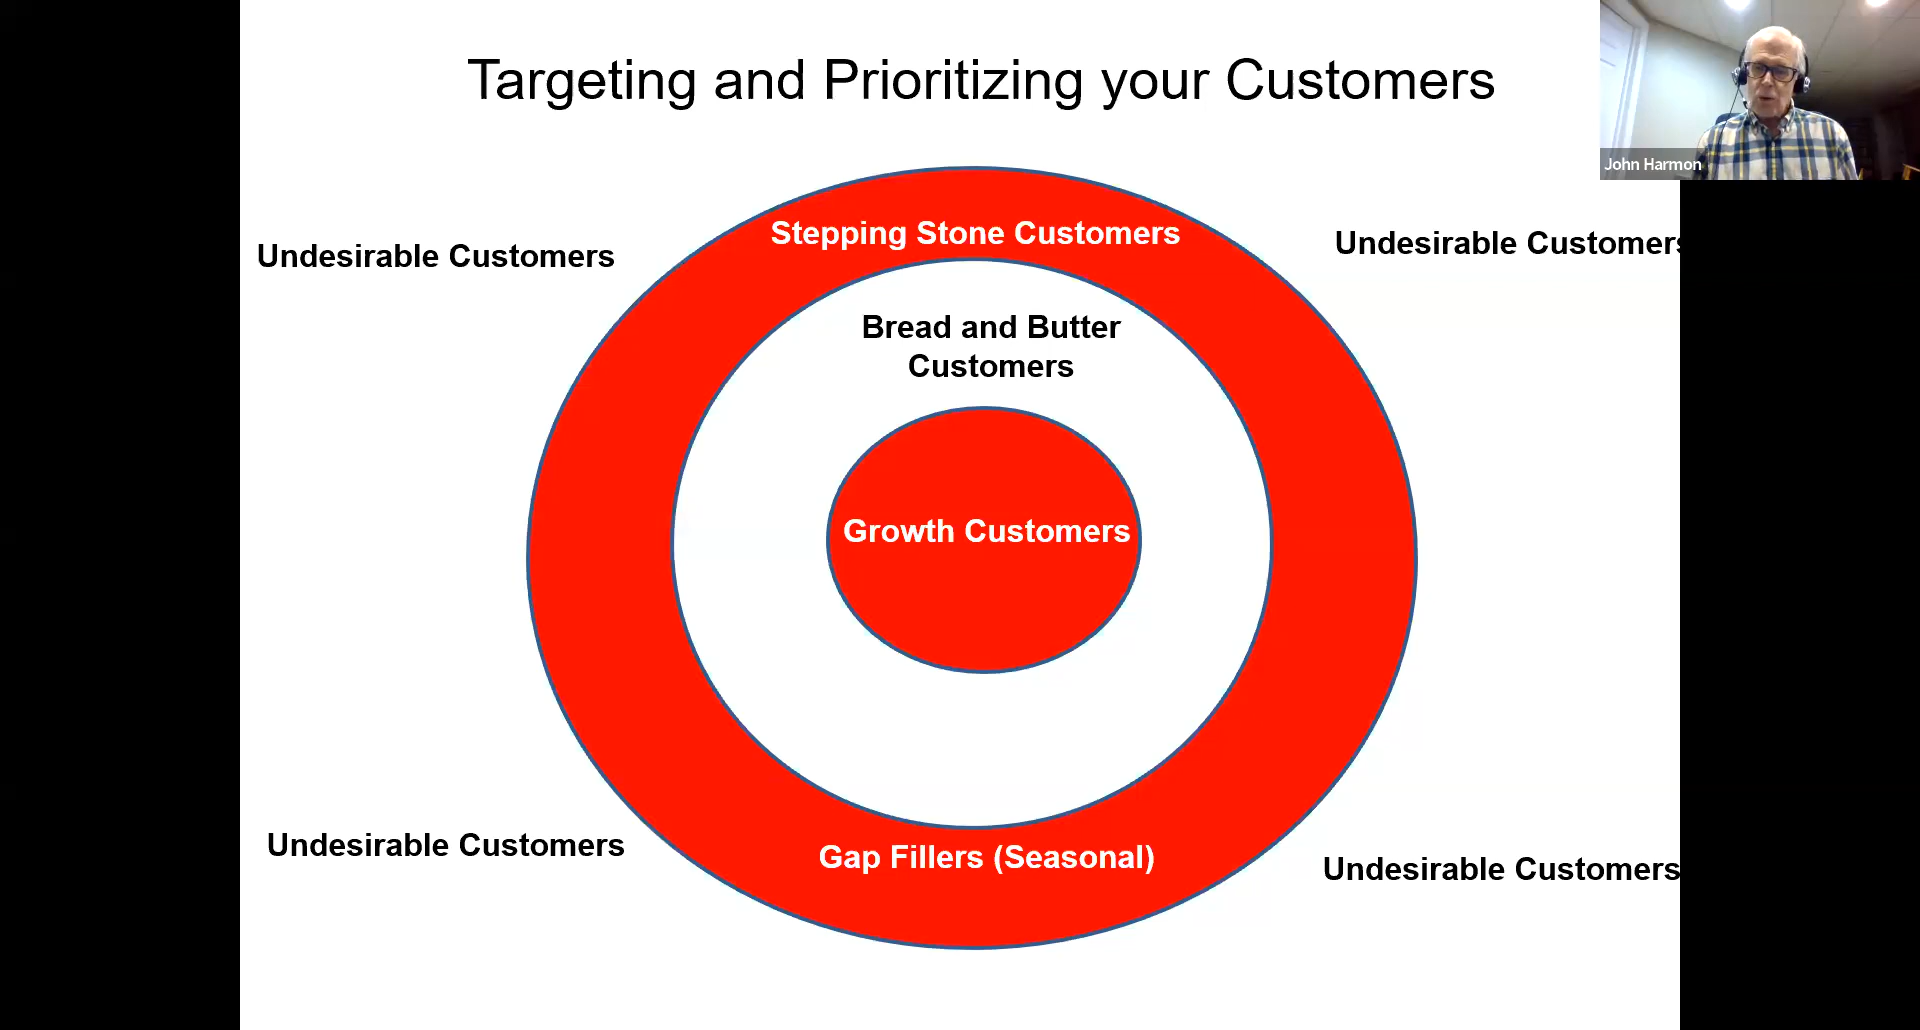 Targeting and Prioritizing your Customers
John Harmon
Stepping Stone Customers
Undesirable Customers
Undesirable Customers
Bread and Butter
Customers
Growth Customers
Undesirable Customers
Gap Fillers (Seasonal)
Undesirable Customers